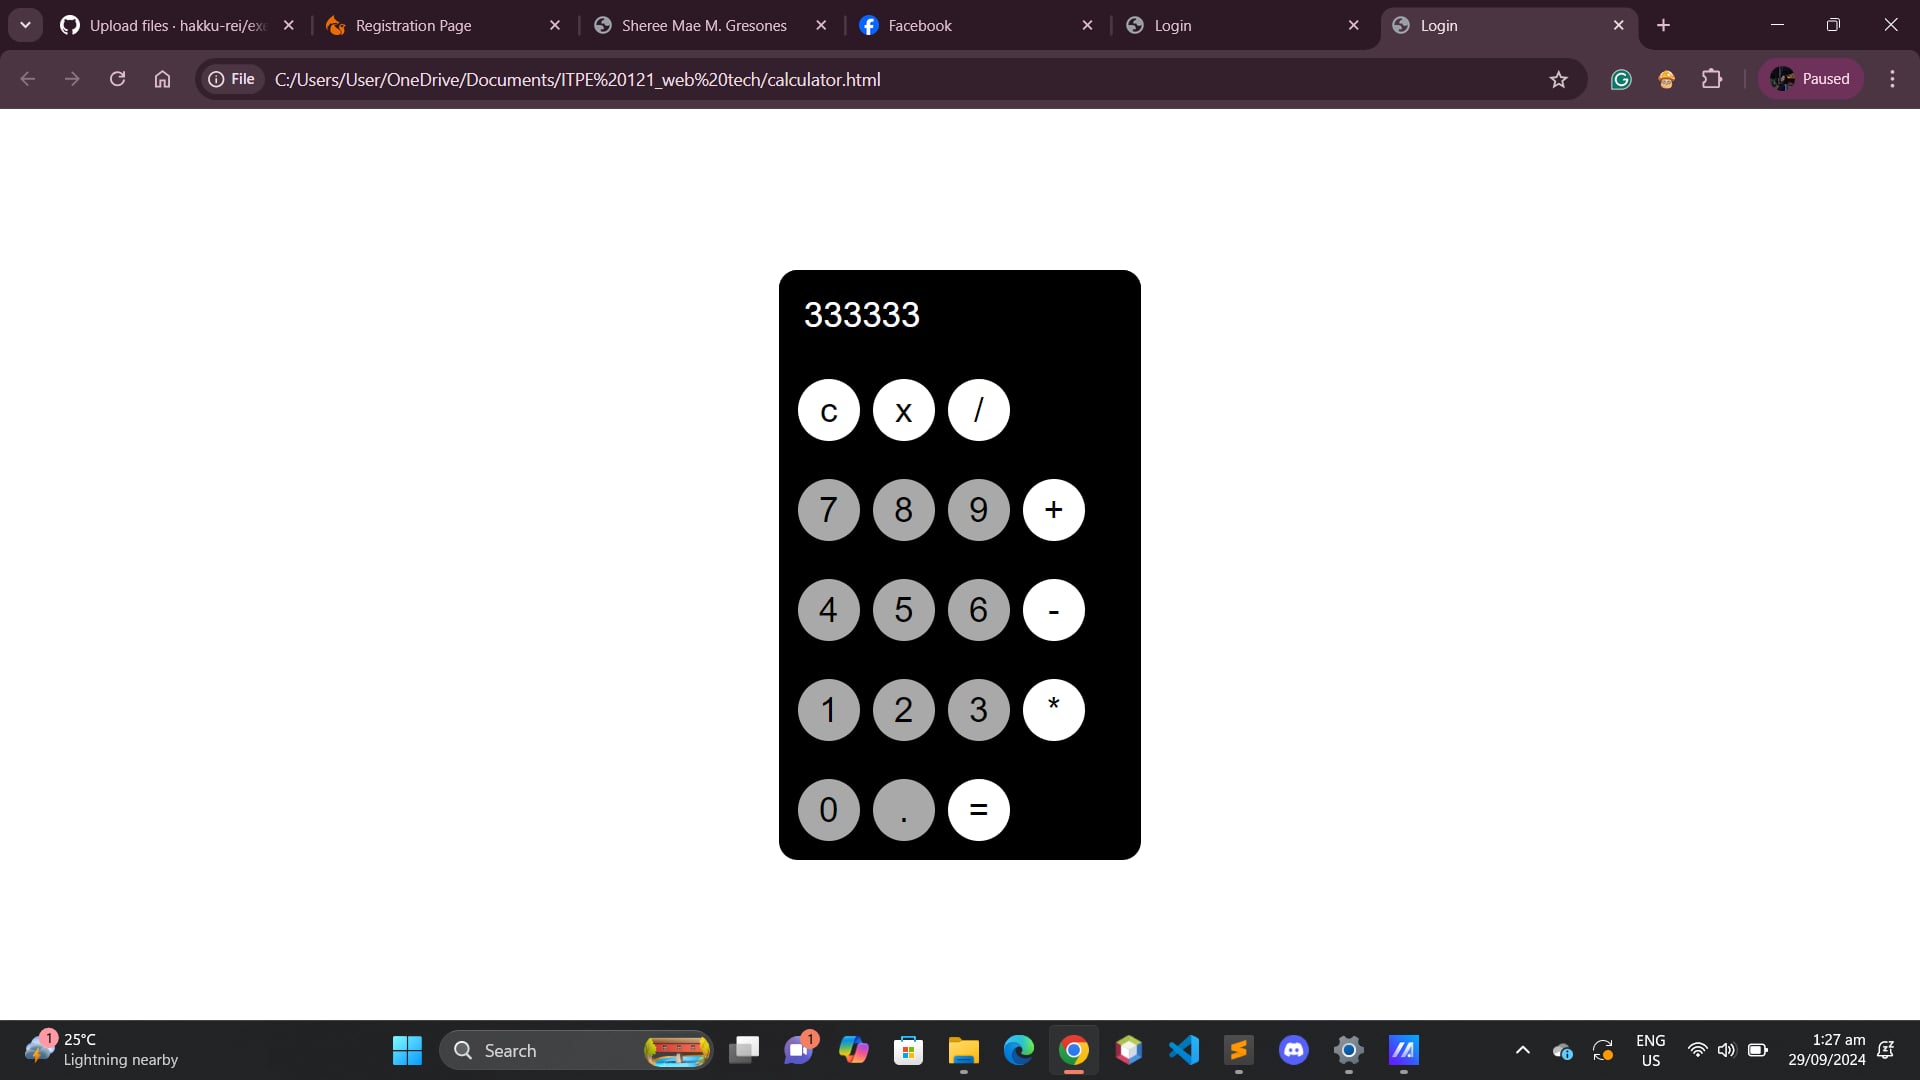 Upload files · hakku-rei/exe
Registration Page
Sheree Mae M. Gresones
Facebook
Login
Login
File
C:/Users/User/OneDrive/Documents/ITPE%20121_web%20tech/calculator.html
Paused
333333
c x /
7 8 9 +
4 5 6 -
1 2 3 *
0 . =
1
25°C
Lightning nearby
Search
1
ENG
US
1:27 am
29/09/2024